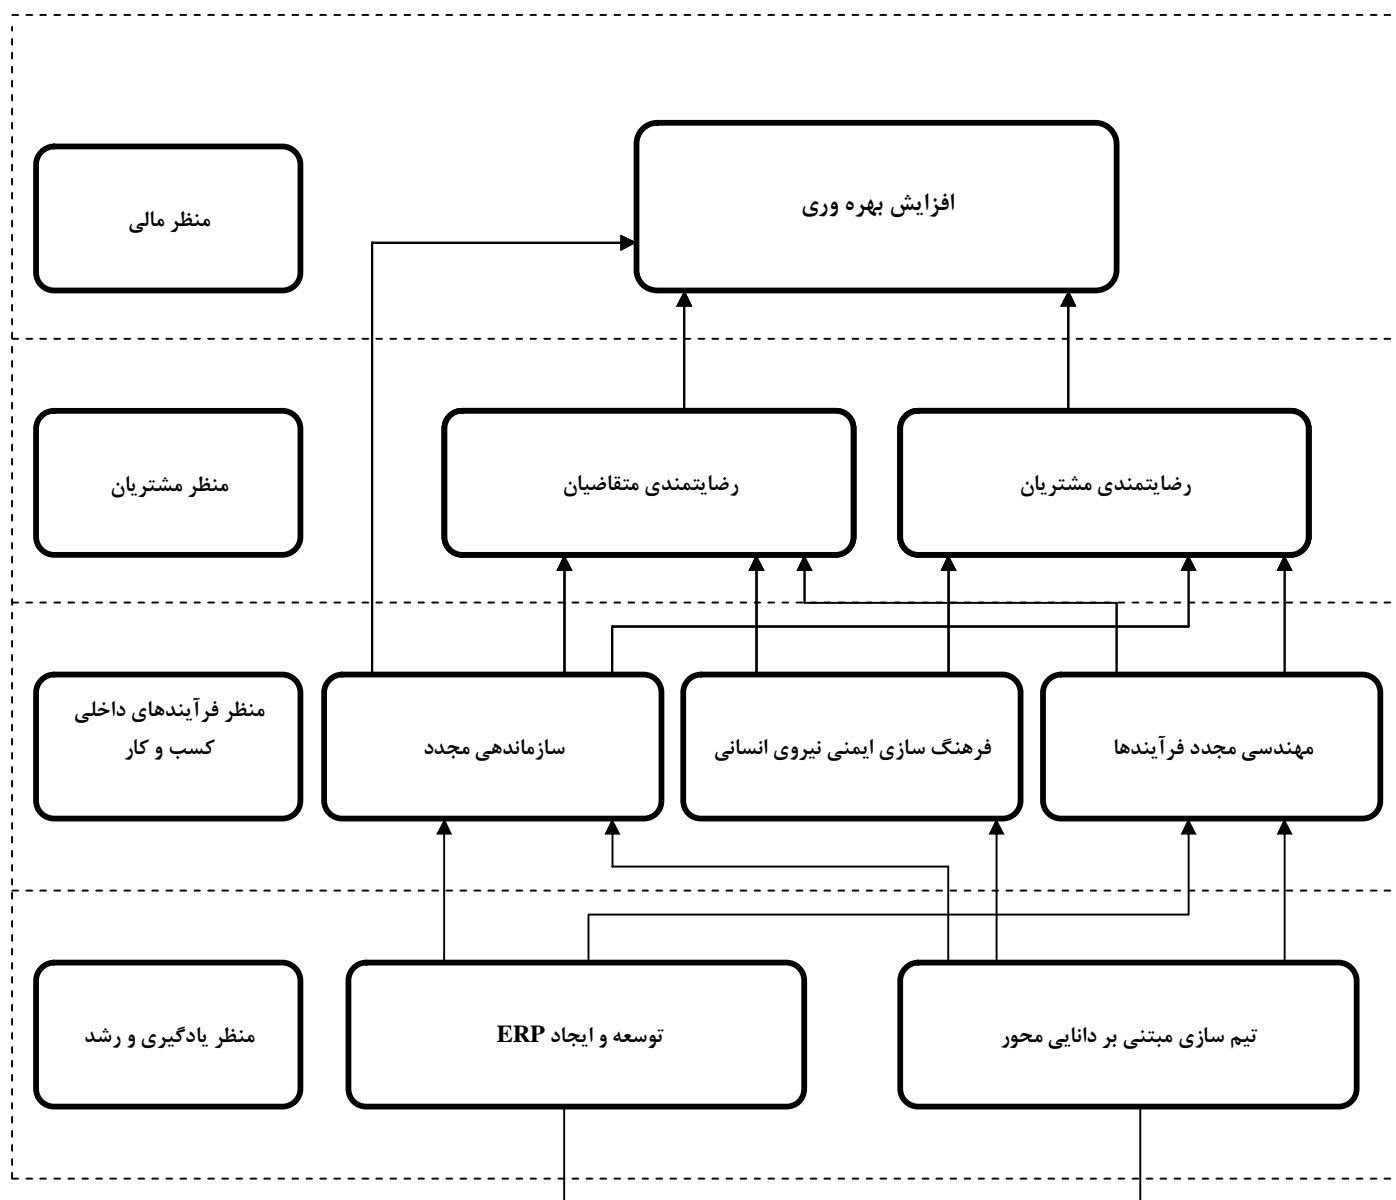 افزایش بهره وری
منظر مالی
رضایتمندی مشتریان
رضایتمندی متقاضیان
منظر مشتریان
مهندسی مجدد فرآیندها
فرهنگ سازی ایمنی نیروی انسانی
سازماندهی مجدد
منظر فرآیندهای داخلی
کسب و کار
تیم سازی مبتنی بر دانایی محور
توسعه و ایجاد ERP
منظر یادگیری و رشد